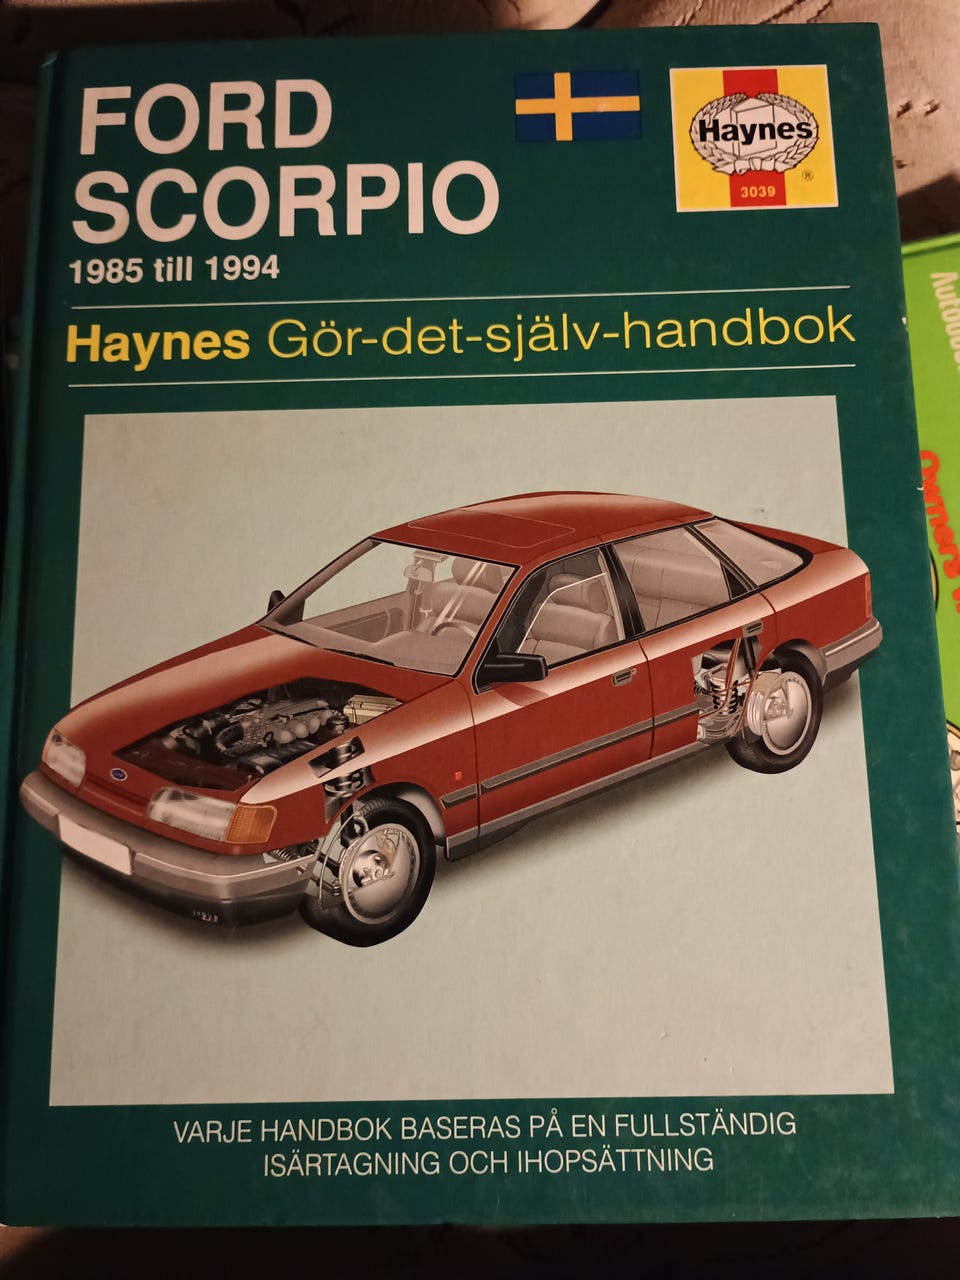 FORD
SCORPIO
1985 till 1994
Haynes
®
3039
Haynes Gör-det-själv-handbok
VARJE HANDBOK BASERAS PÅ EN FULLSTÄNDIG
ISÄRTAGNING OCH IHOPSÄTTNING
Owners